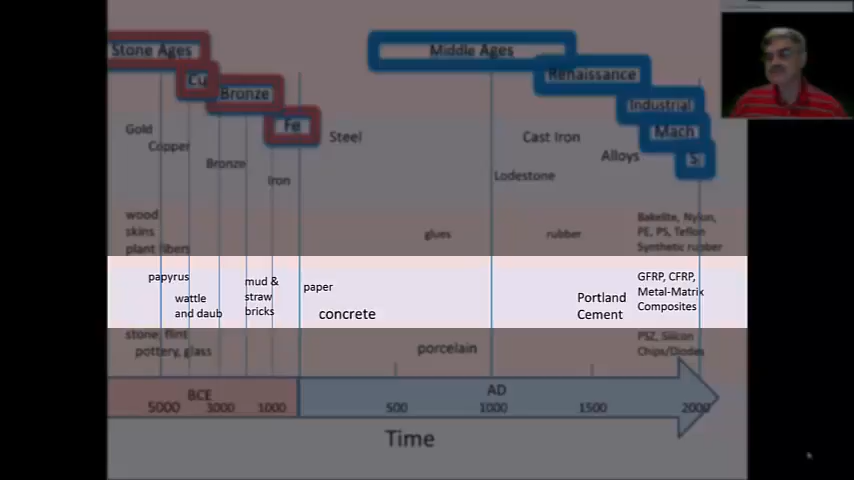 Stone Ages
Middle Ages
Cu
Renaissance
Bronze
Industrial
Fe
Mach
Si
Gold
Steel
Cast Iron
Copper
Alloys
Bronze
Lodestone
Iron
wood
skins
plant fibers
glues
rubber
Bakelite, Nylon,
PE, PS, Teflon
Synthetic rubber
papyrus
wattle
and daub
mud &
straw
bricks
paper
concrete
Portland
Cement
GFRP, CFRP,
Metal-Matrix
Composites
stone, flint
pottery, glass
porcelain
PSZ, Silicon
Chips/Diodes
BCE
AD
5000 3000 1000 500 1000 1500 2000
Time